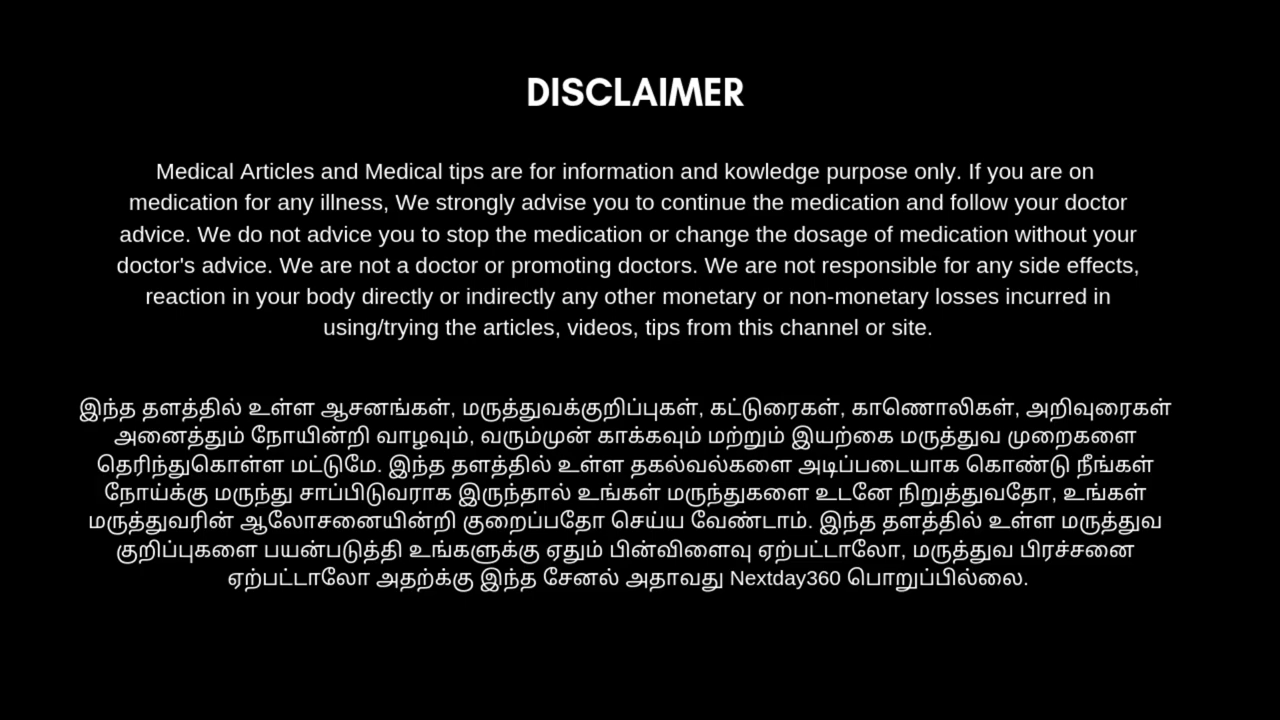 DISCLAIMER
Medical Articles and Medical tips are for information and kowledge purpose only. If you are on
medication for any illness, We strongly advise you to continue the medication and follow your doctor
advice. We do not advice you to stop the medication or change the dosage of medication without your
doctor's advice. We are not a doctor or promoting doctors. We are not responsible for any side effects,
reaction in your body directly or indirectly any other monetary or non-monetary losses incurred in
using/trying the articles, videos, tips from this channel or site.
இந்த தளத்தில் உள்ள ஆசனங்கள், மருத்துவக்குறிப்புகள், கட்டுரைகள், காணொலிகள், அறிவுரைகள்
அனைத்தும் நோயின்றி வாழவும், வரும்முன் காக்கவும் மற்றும் இயற்கை மருத்துவ முறைகளை
தெரிந்துகொள்ள மட்டுமே. இந்த தளத்தில் உள்ள தகல்வல்களை அடிப்படையாக கொண்டு நீங்கள்
நோய்க்கு மருந்து சாப்பிடுவராக இருந்தால் உங்கள் மருந்துகளை உடனே நிறுத்துவதோ, உங்கள்
மருத்துவரின் ஆலோசனையின்றி குறைப்பதோ செய்ய வேண்டாம். இந்த தளத்தில் உள்ள மருத்துவ
குறிப்புகளை பயன்படுத்தி உங்களுக்கு ஏதும் பின்விளைவு ஏற்பட்டாலோ, மருத்துவ பிரச்சனை
ஏற்பட்டாலோ அதற்க்கு இந்த சேனல் அதாவது Nextday360 பொறுப்பில்லை.